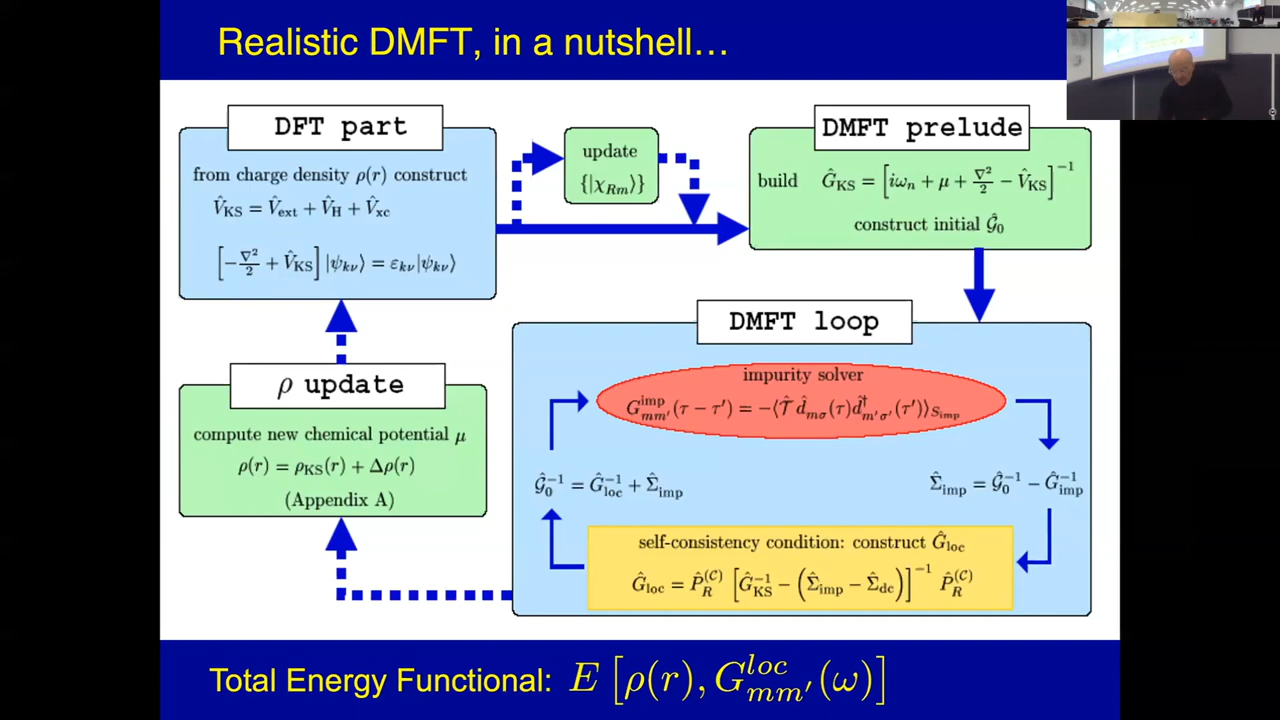 Realistic DMFT, in a nutshell…
DFT part
from charge density ρ(r) construct
V̂_KS = V̂_ext + V̂_H + V̂_xc
[−∇²/2 + V̂_KS] |ψ_kν⟩ = ε_kν|ψ_kν⟩
update
{|χ_Rm⟩}
DMFT prelude
build Ĝ_KS = [iω_n + μ + ∇²/2 − V̂_KS]⁻¹
construct initial 𝒢̂₀
DMFT loop
impurity solver
G^imp_mm′(τ − τ′) = −⟨𝒯̂ d̂_mσ(τ)d̂†_m′σ′(τ′)⟩_S_imp
𝒢̂₀⁻¹ = Ĝ_loc⁻¹ + Σ̂_imp
Σ̂_imp = 𝒢̂₀⁻¹ − Ĝ_imp⁻¹
self-consistency condition: construct Ĝ_loc
Ĝ_loc = P̂_R^(𝒞) [Ĝ_KS⁻¹ − (Σ̂_imp − Σ̂_dc)]⁻¹ P̂_R^(𝒞)
ρ update
compute new chemical potential μ
ρ(r) = ρ_KS(r) + Δρ(r)
(Appendix A)
Total Energy Functional: E [ρ(r), G^loc_mm′(ω)]